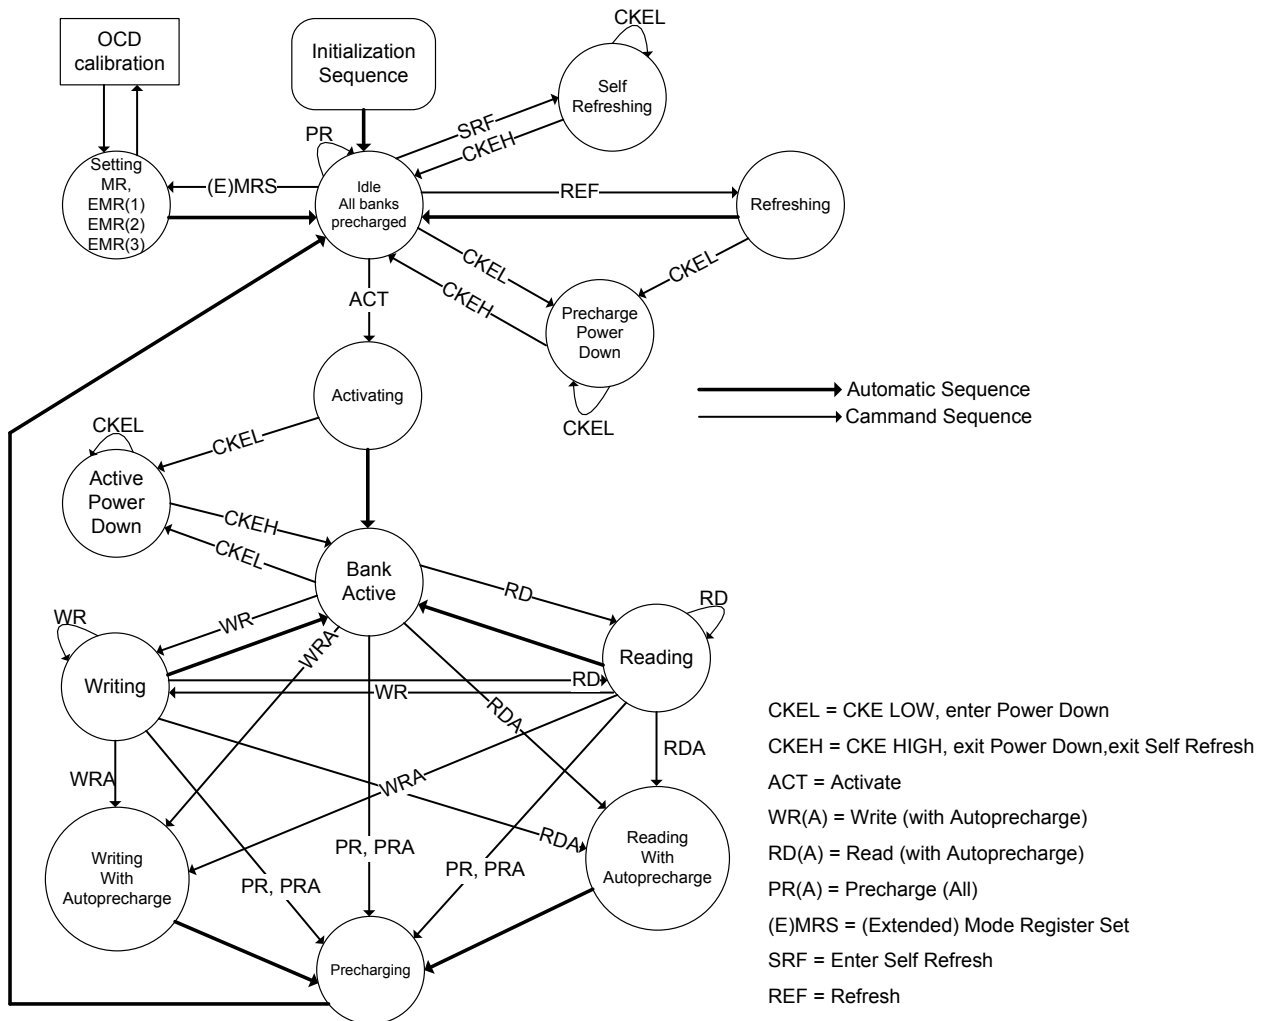 OCD
calibration
Initialization
Sequence
CKEL
Self
Refreshing
SRF
CKEH
PR
Setting
MR,
EMR(1)
EMR(2)
EMR(3)
(E)MRS
Idle
All banks
precharged
REF
Refreshing
CKEL
CKEH
CKEL
ACT
Precharge
Power
Down
CKEL
Activating
Automatic Sequence
Cammand Sequence
CKEL
CKEL
Active
Power
Down
CKEH
CKEL
Bank
Active
RD
WR
WR
RD
WRA
Writing
Reading
RD
WR
RDA
RDA
WRA
WRA
RDA
PR, PRA
PR, PRA
PR, PRA
Writing
With
Autoprecharge
Reading
With
Autoprecharge
Precharging
CKEL = CKE LOW, enter Power Down
CKEH = CKE HIGH, exit Power Down,exit Self Refresh
ACT = Activate
WR(A) = Write (with Autoprecharge)
RD(A) = Read (with Autoprecharge)
PR(A) = Precharge (All)
(E)MRS = (Extended) Mode Register Set
SRF = Enter Self Refresh
REF = Refresh